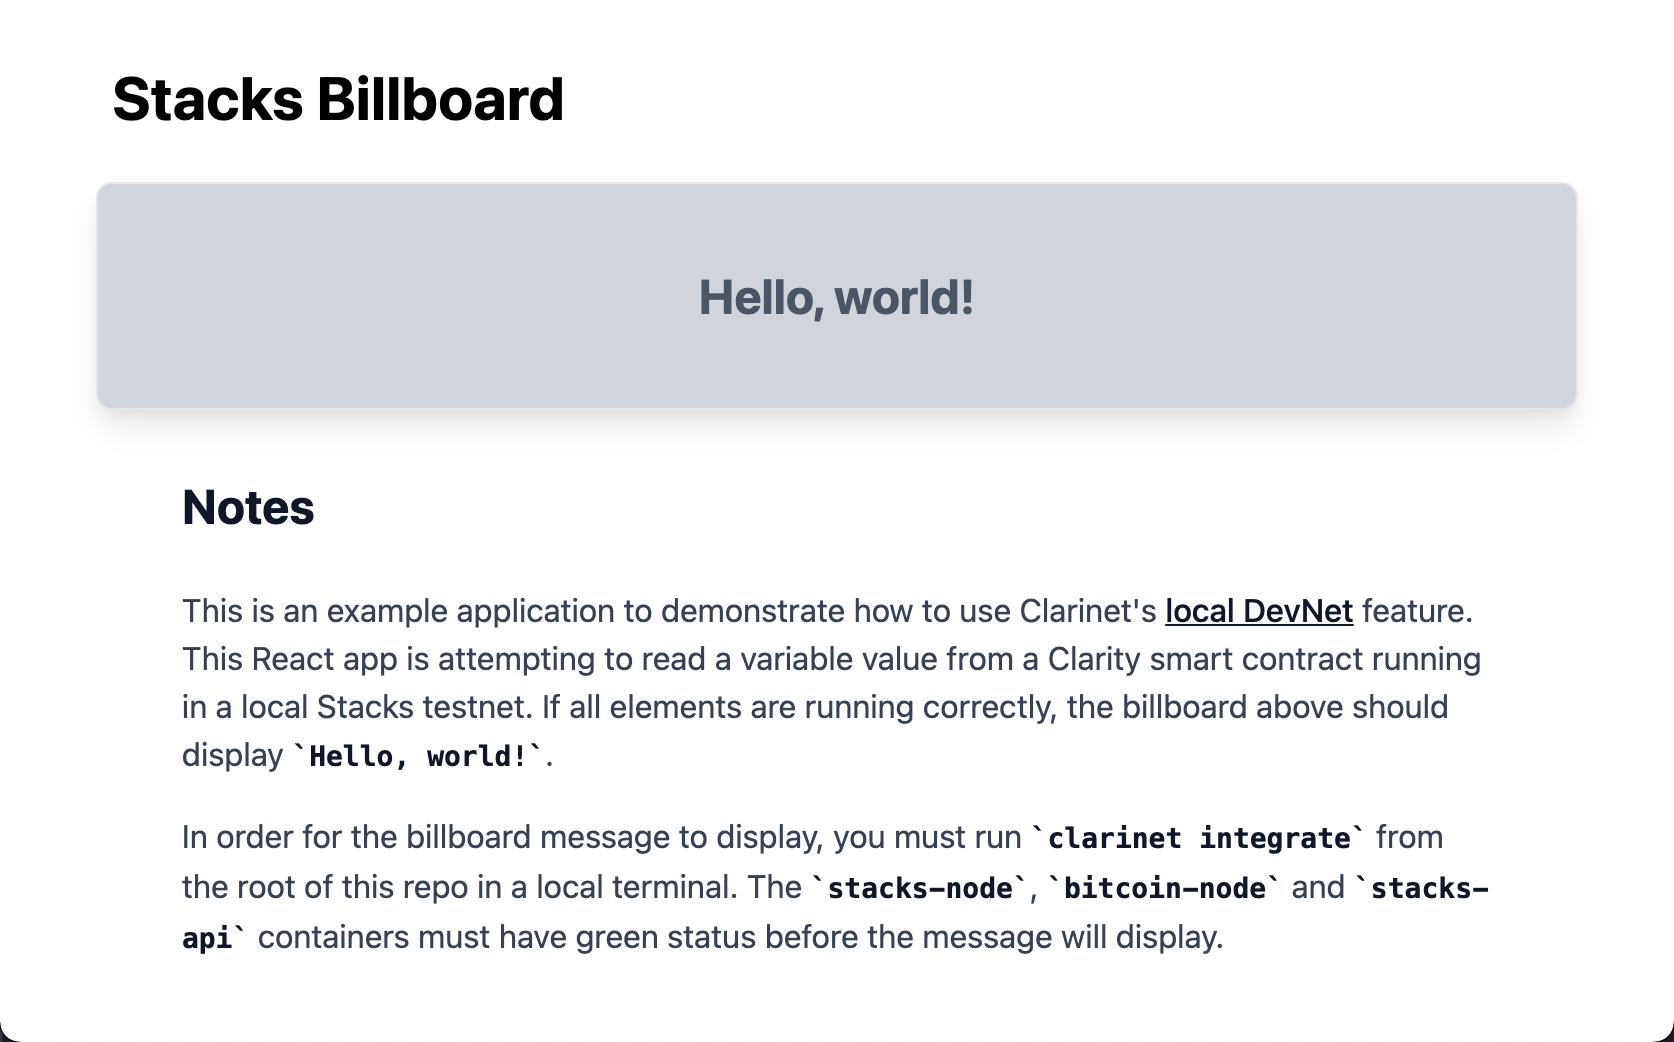 Stacks Billboard
Hello, world!
Notes
This is an example application to demonstrate how to use Clarinet's local DevNet feature.
This React app is attempting to read a variable value from a Clarity smart contract running
in a local Stacks testnet. If all elements are running correctly, the billboard above should
display `Hello, world!`.
In order for the billboard message to display, you must run `clarinet integrate` from
the root of this repo in a local terminal. The `stacks-node`, `bitcoin-node` and `stacks-
api` containers must have green status before the message will display.